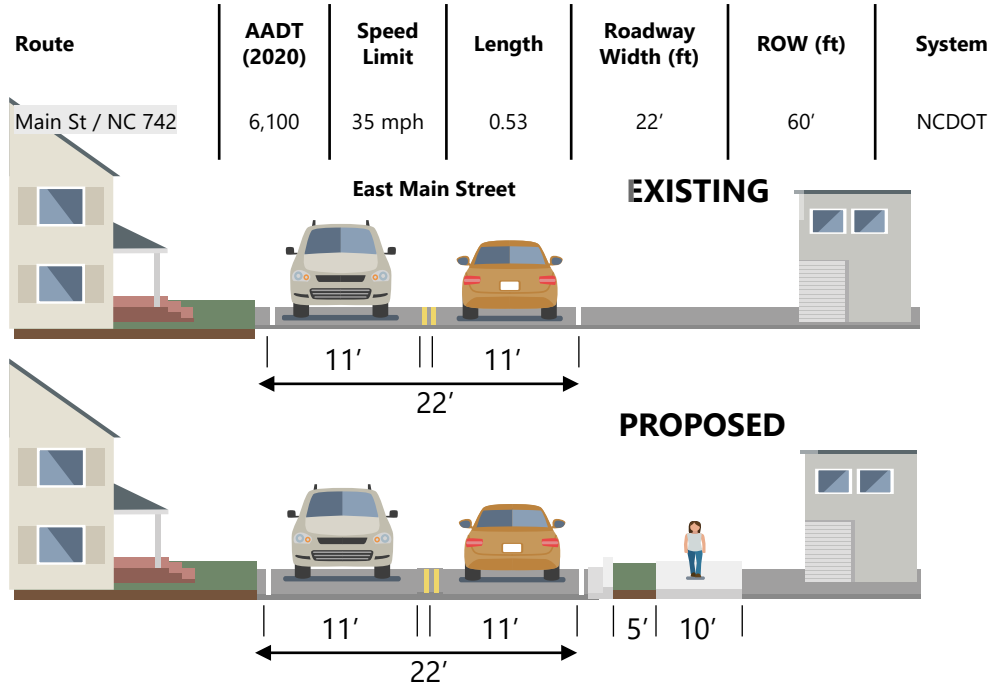 Route
AADT
(2020)
Speed
Limit
Length
Roadway
Width (ft)
ROW (ft)
System
Main St / NC 742
6,100
35 mph
0.53
22’
60’
NCDOT
East Main Street
EXISTING
11’
11’
22’
PROPOSED
11’
11’
5’
10’
22’